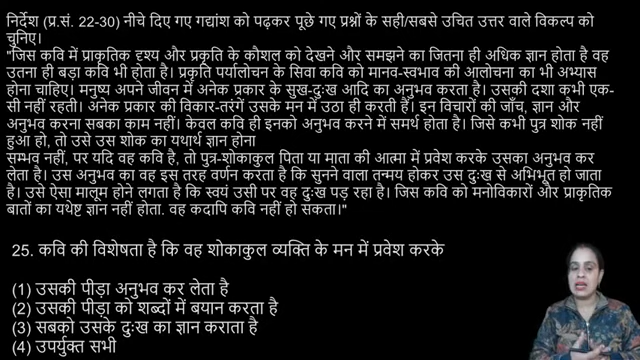 निर्देश (प्र.सं. 22-30) नीचे दिए गए गद्यांश को पढ़कर पूछे गए प्रश्नों के सही/सबसे उचित उत्तर वाले विकल्प को
चुनिए।
"जिस कवि में प्राकृतिक दृश्य और प्रकृति के कौशल को देखने और समझने का जितना ही अधिक ज्ञान होता है वह
उतना ही बड़ा कवि भी होता है। प्रकृति पर्यालोचन के सिवा कवि को मानव-स्वभाव की आलोचना का भी अभ्यास
होना चाहिए। मनुष्य अपने जीवन में अनेक प्रकार के सुख-दुःख आदि का अनुभव करता है। उसकी दशा कभी एक-
सी नहीं रहती। अनेक प्रकार की विकार-तरंगें उसके मन में उठा ही करती हैं। इन विचारों की जाँच, ज्ञान और
अनुभव करना सबका काम नहीं। केवल कवि ही इनको अनुभव करने में समर्थ होता है। जिसे कभी पुत्र शोक नहीं
हुआ हो, तो उसे उस शोक का यथार्थ ज्ञान होना
सम्भव नहीं, पर यदि वह कवि है, तो पुत्र-शोकाकुल पिता या माता की आत्मा में प्रवेश करके उसका अनुभव कर
लेता है। उस अनुभव का वह इस तरह वर्णन करता है कि सुनने वाला तन्मय होकर उस दुःख से अभिभूत हो जाता
है। उसे ऐसा मालूम होने लगता है कि स्वयं उसी पर वह दुःख पड़ रहा है। जिस कवि को मनोविकारों और प्राकृतिक
बातों का यथेष्ट ज्ञान नहीं होता. वह कदापि कवि नहीं हो सकता।"
25. कवि की विशेषता है कि वह शोकाकुल व्यक्ति के मन में प्रवेश करके
(1) उसकी पीड़ा अनुभव कर लेता है
(2) उसकी पीड़ा को शब्दों में बयान करता है
(3) सबको उसके दुःख का ज्ञान कराता है
(4) उपर्युक्त सभी